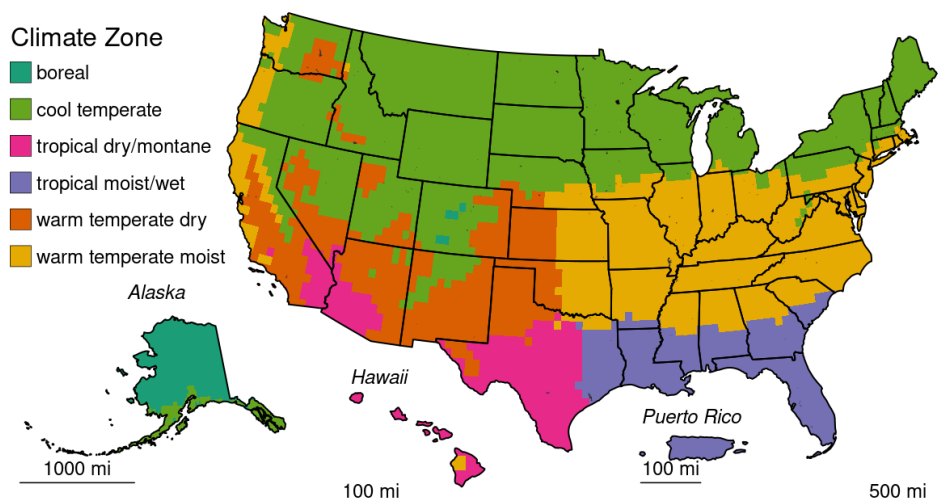 Climate Zone
boreal
cool temperate
tropical dry/montane
tropical moist/wet
warm temperate dry
warm temperate moist
Alaska
Hawaii
Puerto Rico
1000 mi
100 mi
100 mi
500 mi